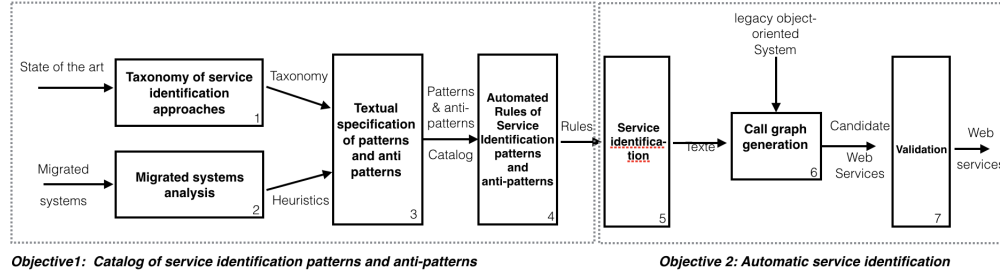 State of the art
Taxonomy of service
identification
approaches
1
Taxonomy
Migrated
systems
Migrated systems
analysis
2
Heuristics
Textual
specification
of patterns
and anti
patterns
3
Patterns
& anti-
patterns
Catalog
Automated
Rules of
Service
Identification
patterns
and
anti-patterns
4
Rules
Service
identifica-
tion
5
Texte
legacy object-
oriented
System
Call graph
generation
6
Candidate
Web
Services
Validation
7
Web
services
Objective1: Catalog of service identification patterns and anti-patterns
Objective 2: Automatic service identification